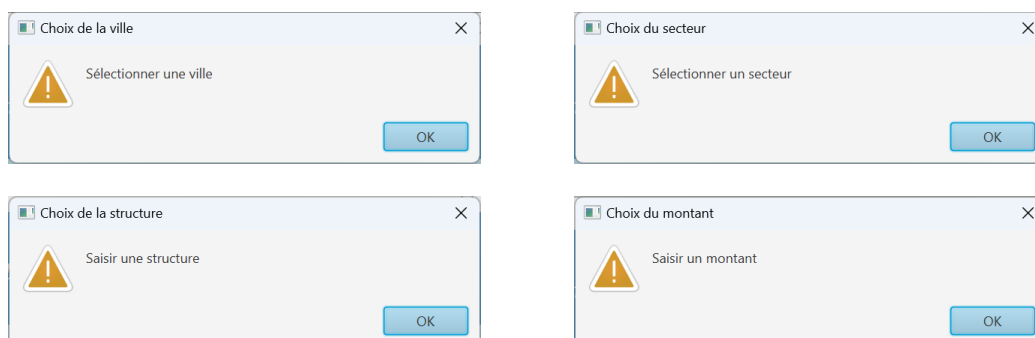 Choix de la ville
Sélectionner une ville
OK
Choix du secteur
Sélectionner un secteur
OK
Choix de la structure
Saisir une structure
OK
Choix du montant
Saisir un montant
OK